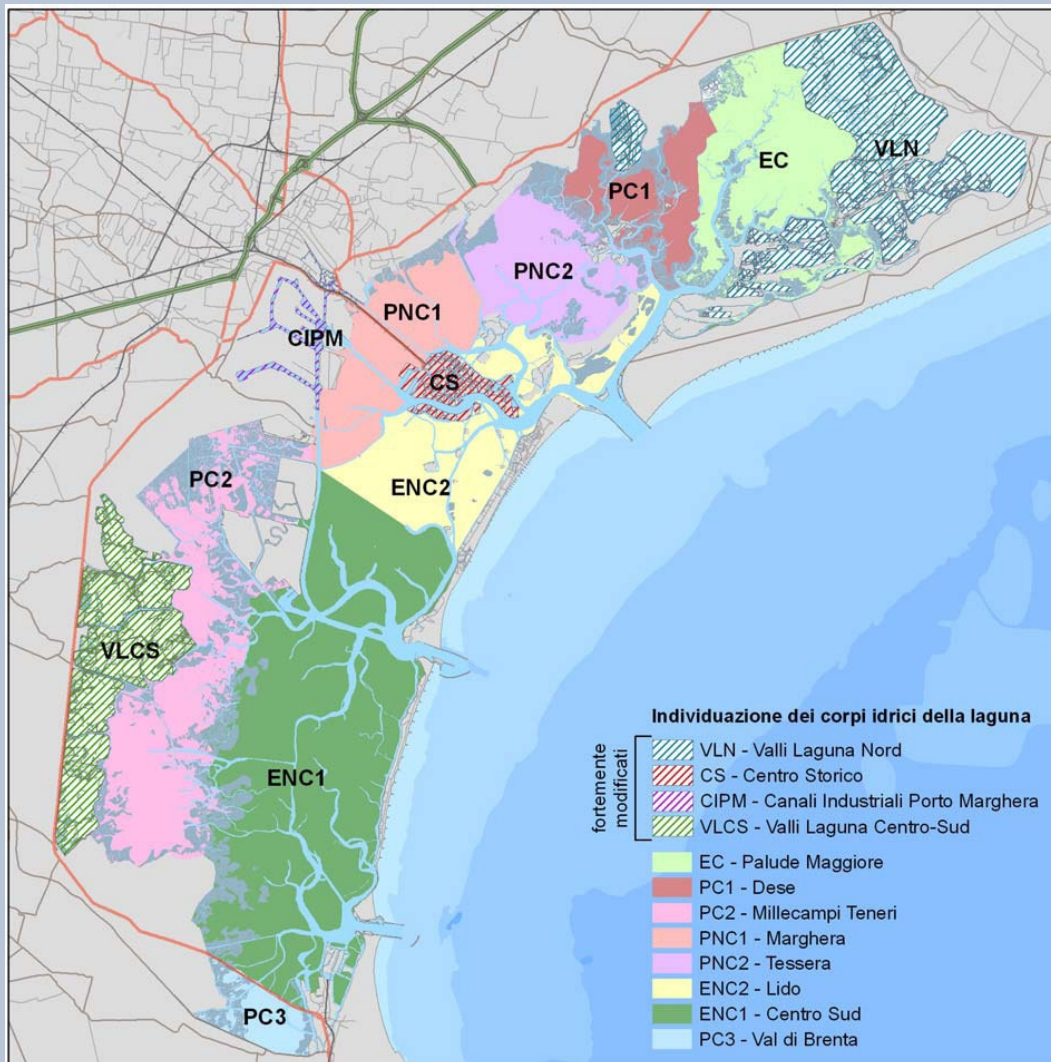 VLN
EC
PC1
PNC2
PNC1
CIPM
CS
PC2
ENC2
VLCS
ENC1
PC3
Individuazione dei corpi idrici della laguna
fortemente
modificati
VLN - Valli Laguna Nord
CS - Centro Storico
CIPM - Canali Industriali Porto Marghera
VLCS - Valli Laguna Centro-Sud
EC - Palude Maggiore
PC1 - Dese
PC2 - Millecampi Teneri
PNC1 - Marghera
PNC2 - Tessera
ENC2 - Lido
ENC1 - Centro Sud
PC3 - Val di Brenta